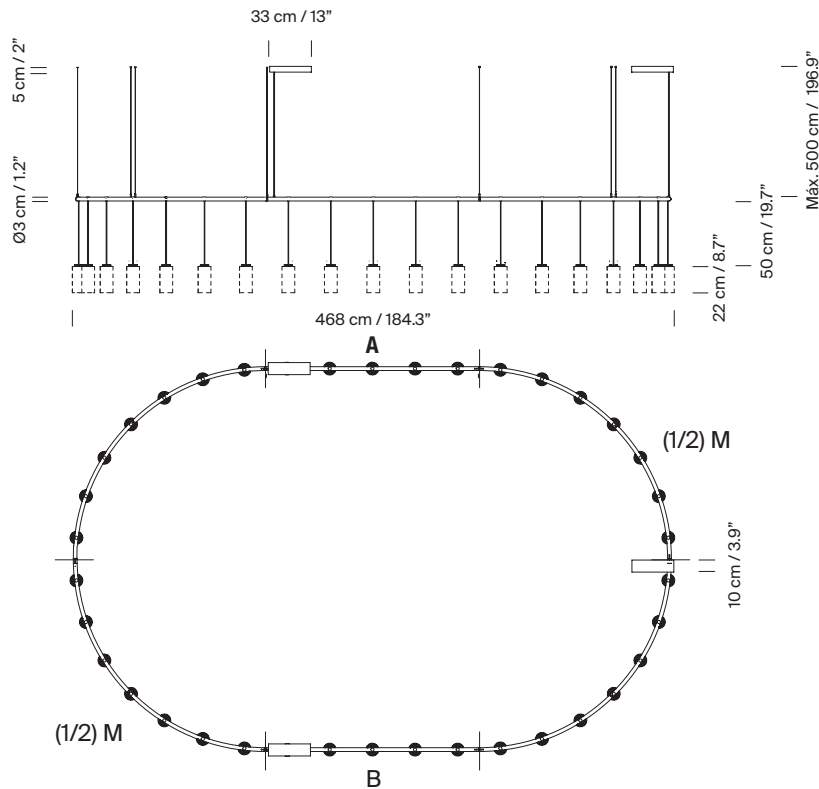 33 cm / 13”
5 cm / 2”
Máx. 500 cm / 196.9”
Ø3 cm / 1.2”
50 cm / 19.7”
22 cm / 8.7”
468 cm / 184.3”
A
(1/2) M
10 cm / 3.9”
(1/2) M
B